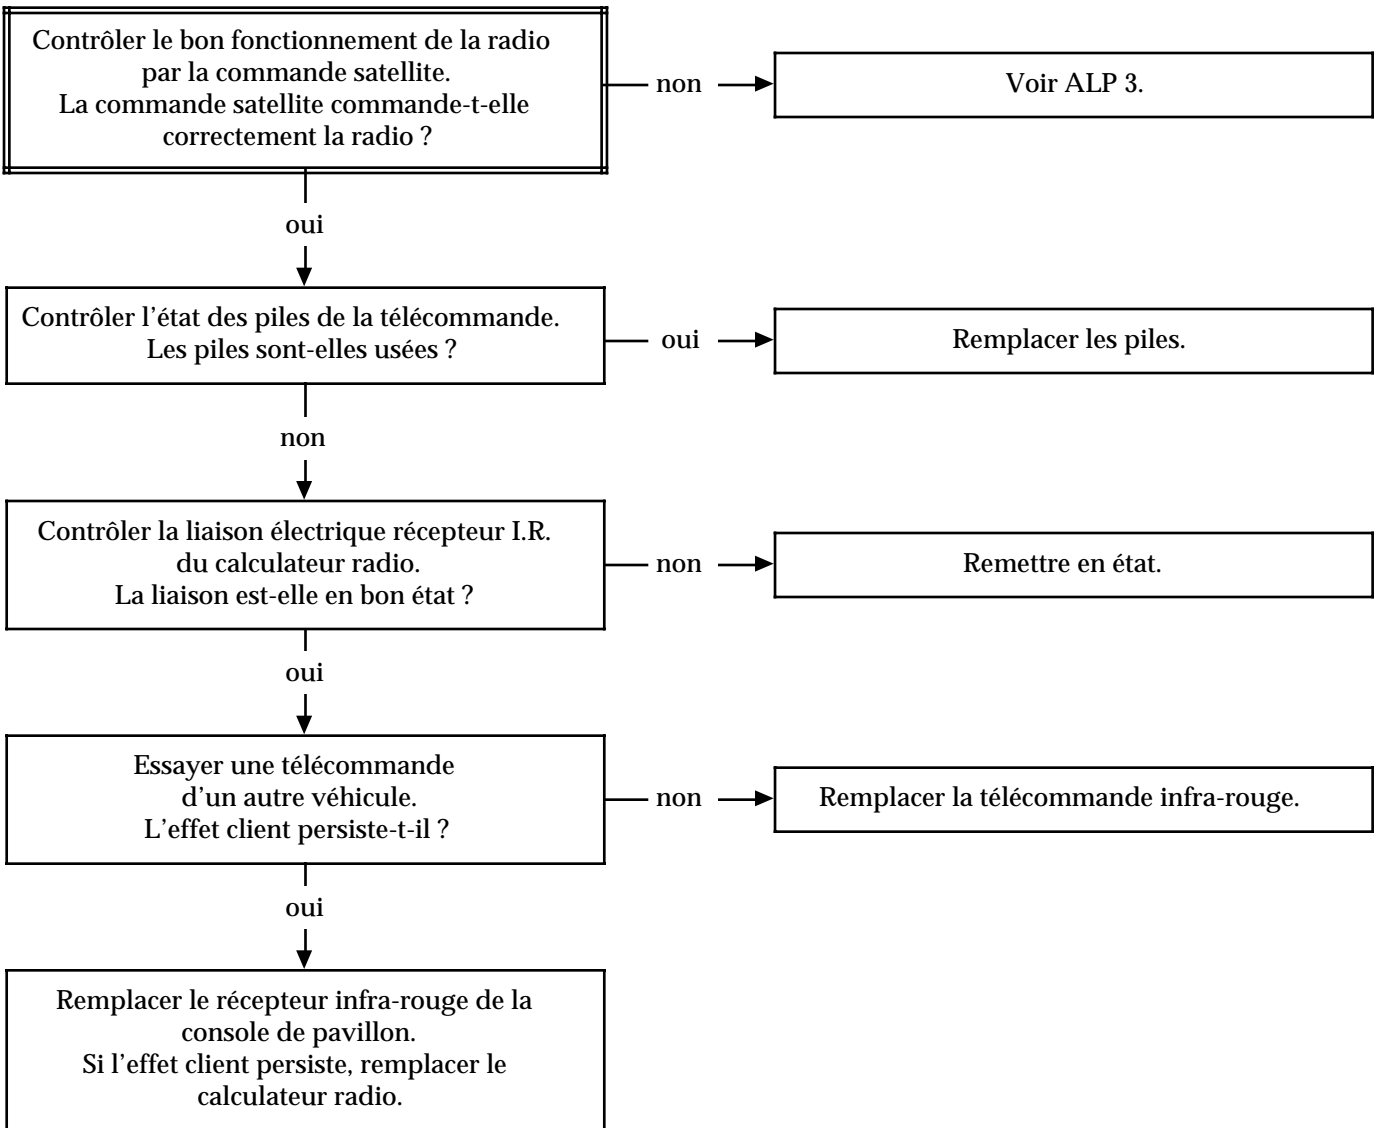 Contrôler le bon fonctionnement de la radio
par la commande satellite.
La commande satellite commande-t-elle
correctement la radio ?
non
Voir ALP 3.
oui
Contrôler l'état des piles de la télécommande.
Les piles sont-elles usées ?
oui
Remplacer les piles.
non
Contrôler la liaison électrique récepteur I.R.
du calculateur radio.
La liaison est-elle en bon état ?
non
Remettre en état.
oui
Essayer une télécommande
d'un autre véhicule.
L'effet client persiste-t-il ?
non
Remplacer la télécommande infra-rouge.
oui
Remplacer le récepteur infra-rouge de la
console de pavillon.
Si l'effet client persiste, remplacer le
calculateur radio.